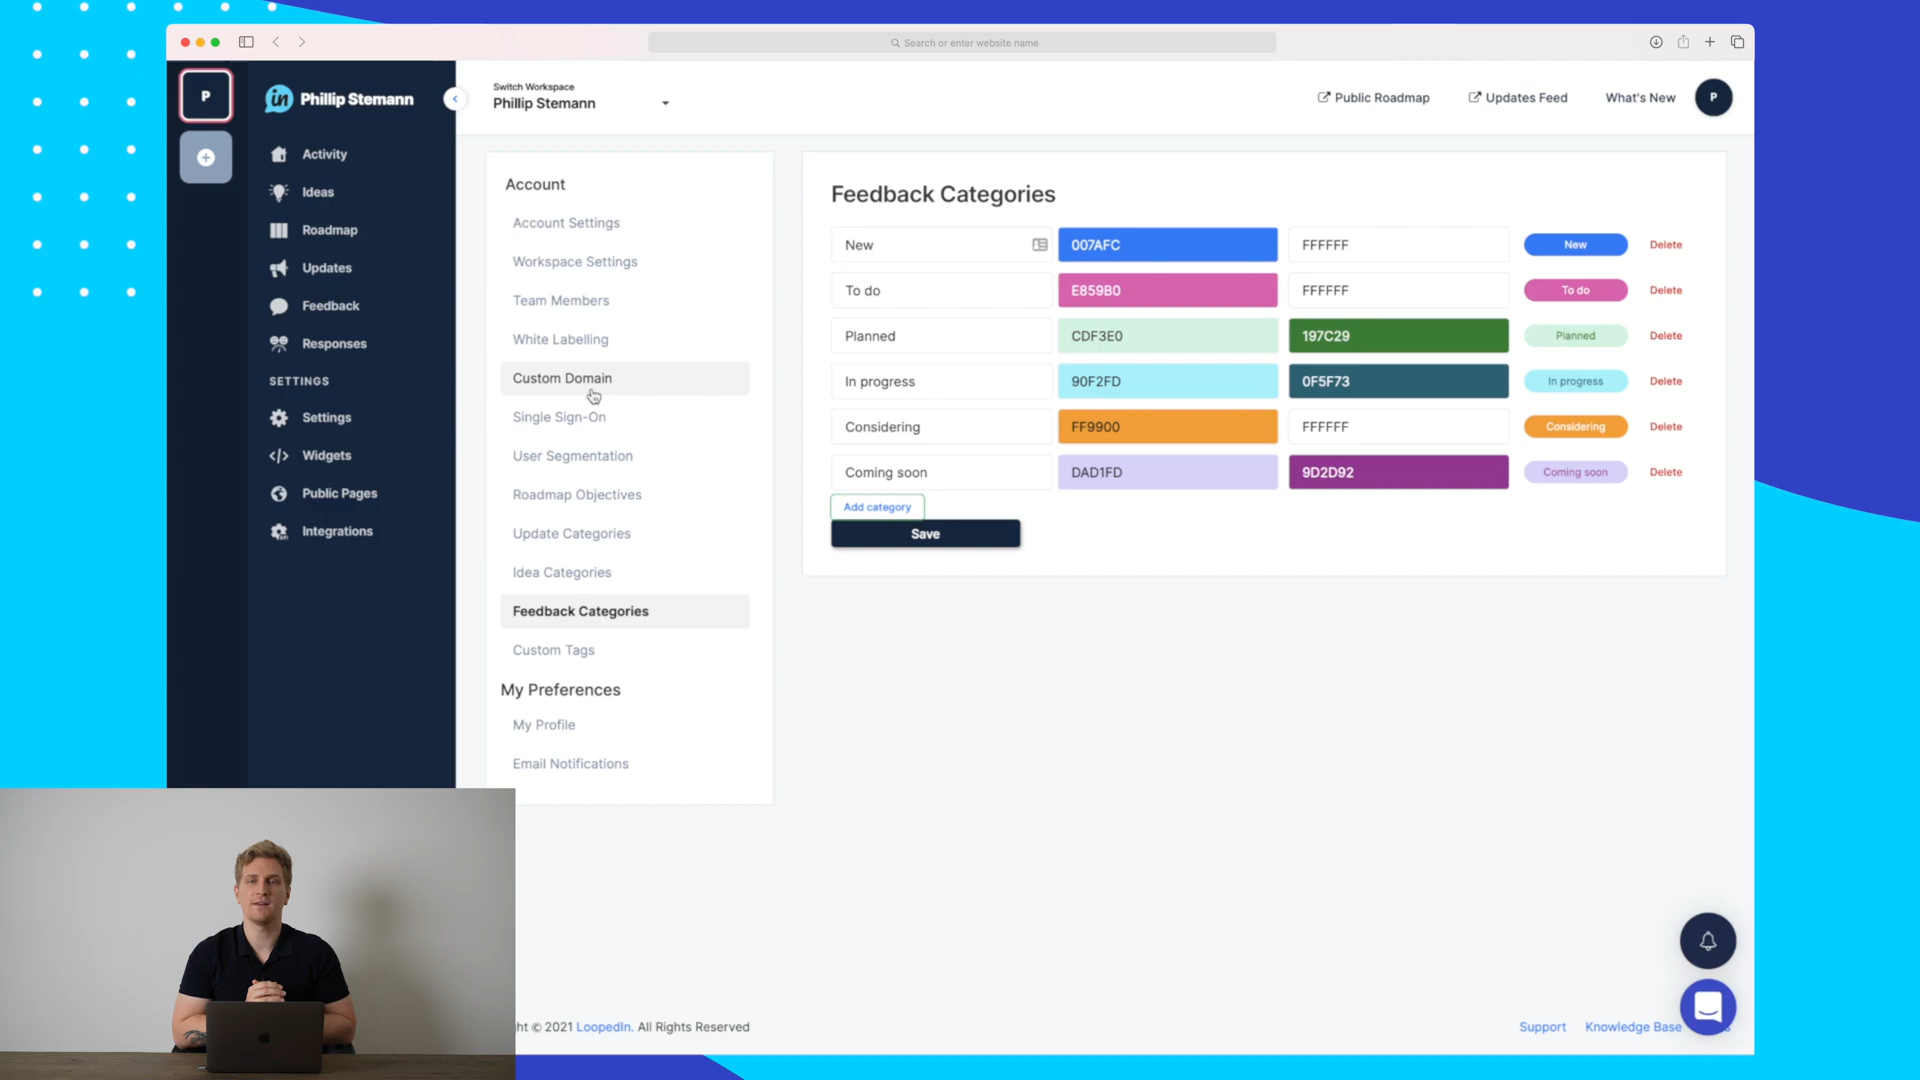 Search or enter website name
P
in Phillip Stemann
Activity
Ideas
Roadmap
Updates
Feedback
Responses
SETTINGS
Settings
Widgets
Public Pages
Integrations
Switch Workspace
Phillip Stemann
Public Roadmap
Updates Feed
What's New
P
Account
Account Settings
Workspace Settings
Team Members
White Labelling
Custom Domain
Single Sign-On
User Segmentation
Roadmap Objectives
Update Categories
Idea Categories
Feedback Categories
Custom Tags
My Preferences
My Profile
Email Notifications
Feedback Categories
New 007AFC FFFFFF New Delete
To do E859B0 FFFFFF To do Delete
Planned CDF3E0 197C29 Planned Delete
In progress 90F2FD 0F5F73 In progress Delete
Considering FF9900 FFFFFF Considering Delete
Coming soon DAD1FD 9D2D92 Coming soon Delete
Add category
Save
© 2021 LoopedIn. All Rights Reserved
Support
Knowledge Base